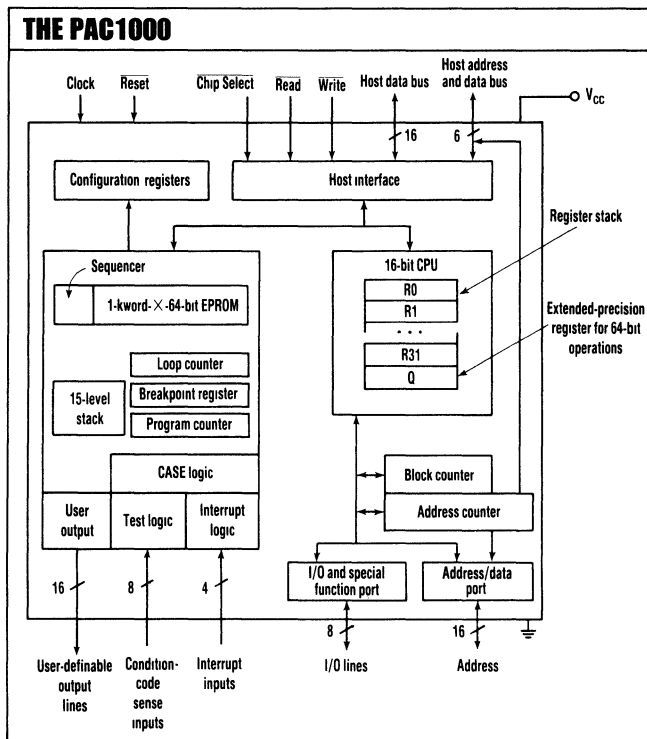 THE PAC1000
Clock
Reset
Chip Select
Read
Write
Host data bus
Host address
and data bus
VCC
16
6
Configuration registers
Host interface
Register stack
Sequencer
1-kword-×-64-bit EPROM
16-bit CPU
R0
R1
. . .
R31
Q
Extended-precision
register for 64-bit
operations
Loop counter
15-level
stack
Breakpoint register
Program counter
CASE logic
Block counter
Address counter
User
output
Test logic
Interrupt
logic
I/O and special
function port
Address/data
port
16
8
4
8
16
User-definable
output
lines
Condition-
code
sense
inputs
Interrupt
inputs
I/O lines
Address